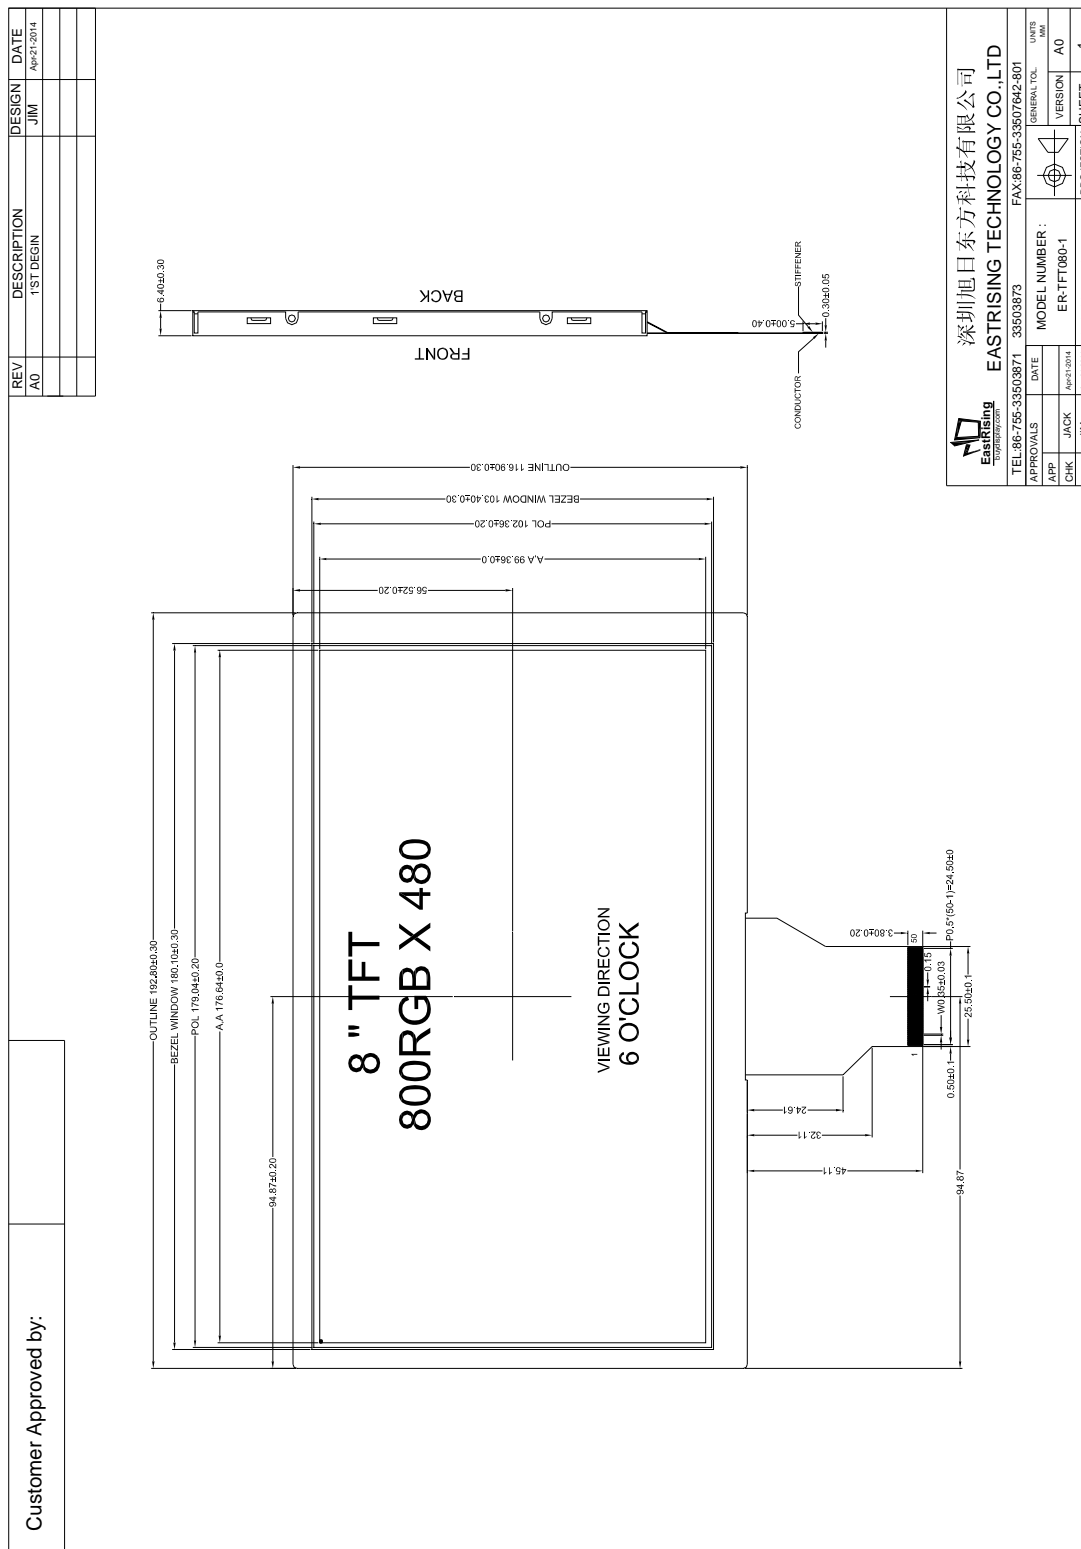 Customer Approved by:
REV DESCRIPTION DESIGN DATE
A0 1'ST DEGIN JIM Apr-21-2014
OUTLINE 192.80±0.30
BEZEL WINDOW 180.10±0.30
POL 179.04±0.20
A.A 176.64±0.0
94.87±0.20
OUTLINE 116.90±0.30
BEZEL WINDOW 103.40±0.30
POL 102.36±0.20
A,A 99.36±0.0
56.52±0.20
8 " TFT
800RGB X 480
VIEWING DIRECTION
6 O'CLOCK
6.40±0.30
BACK
FRONT
STIFFENER
5.00±0.40
0.30±0.05
CONDUCTOR
24.61
32.11
45.11
94.87
3.80±0.20
1
50
0.50±0.1
W0.35±0.03
0.15
P0.5*(50-1)=24.50±0
25.50±0.1
EastRising
buydisplay.com
深圳旭日东方科技有限公司
EASTRISING TECHNOLOGY CO.,LTD
TEL:86-755-33503871 33503873 FAX:86-755-33507642-801
APPROVALS DATE
APP
CHK JACK Apr-21-2014
MODEL NUMBER :
ER-TFT080-1
GENERAL TOL. UNITS
MM
VERSION A0